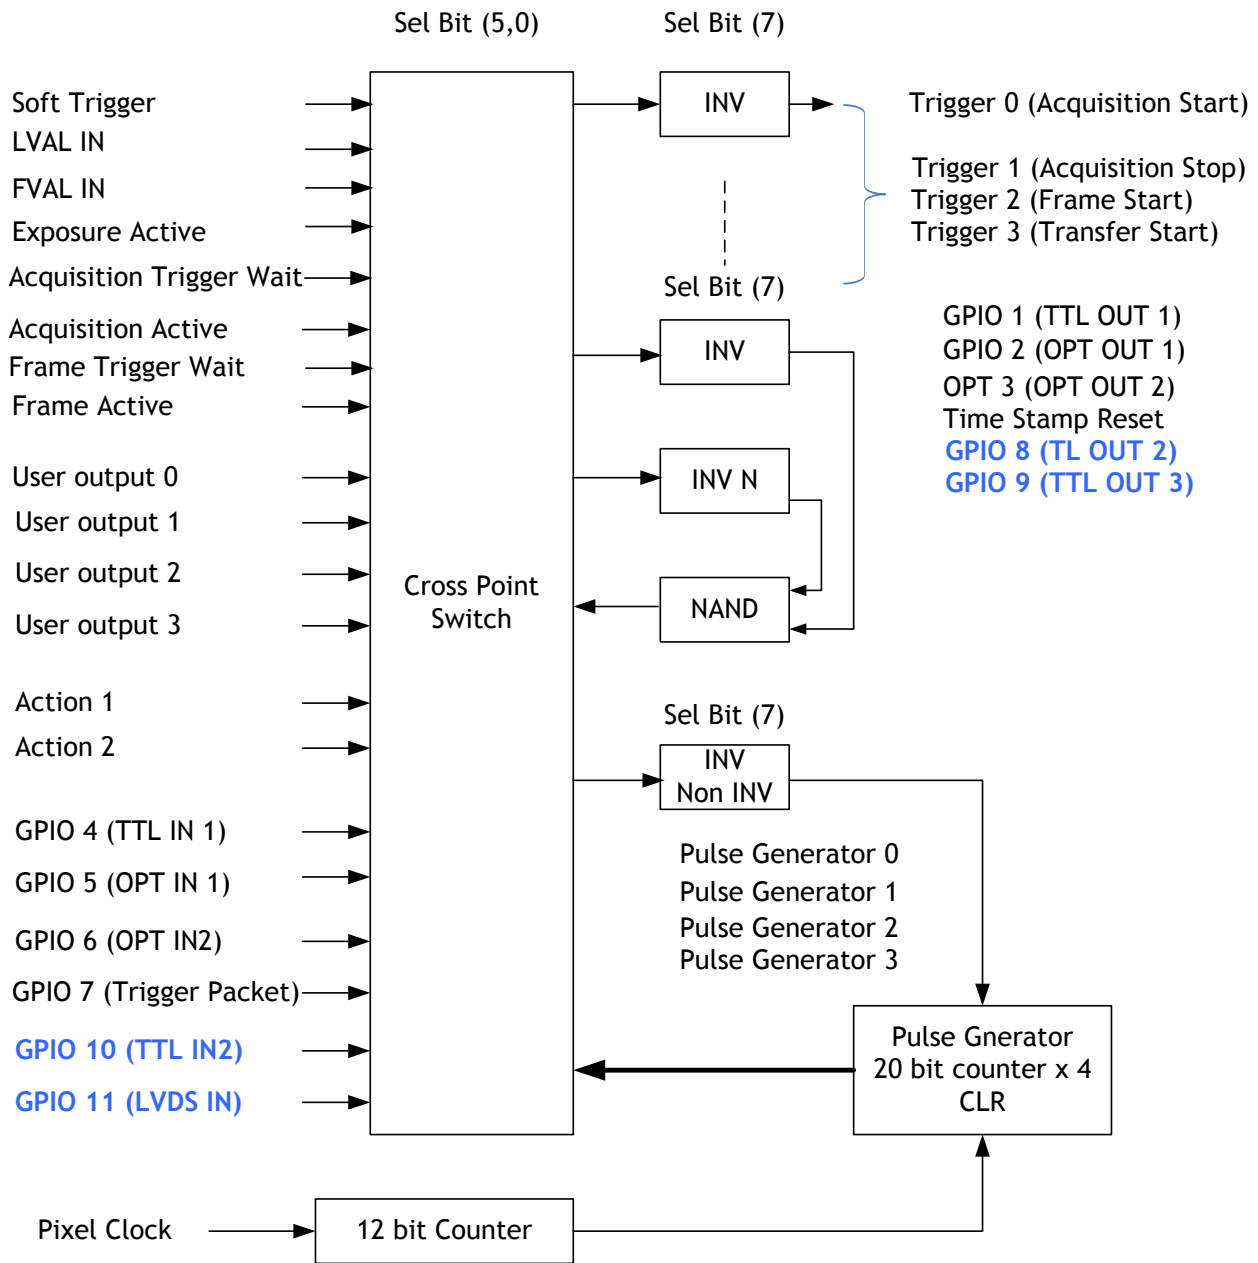 Sel Bit (5,0)
Sel Bit (7)
Soft Trigger
LVAL IN
FVAL IN
Exposure Active
Acquisition Trigger Wait
Acquisition Active
Frame Trigger Wait
Frame Active
User output 0
User output 1
User output 2
User output 3
Action 1
Action 2
GPIO 4 (TTL IN 1)
GPIO 5 (OPT IN 1)
GPIO 6 (OPT IN2)
GPIO 7 (Trigger Packet)
GPIO 10 (TTL IN2)
GPIO 11 (LVDS IN)
Pixel Clock
12 bit Counter
Cross Point
Switch
INV
Sel Bit (7)
INV
INV N
NAND
Sel Bit (7)
INV
Non INV
Pulse Generator 0
Pulse Generator 1
Pulse Generator 2
Pulse Generator 3
Pulse Gnerator
20 bit counter x 4
CLR
Trigger 0 (Acquisition Start)
Trigger 1 (Acquisition Stop)
Trigger 2 (Frame Start)
Trigger 3 (Transfer Start)
GPIO 1 (TTL OUT 1)
GPIO 2 (OPT OUT 1)
OPT 3 (OPT OUT 2)
Time Stamp Reset
GPIO 8 (TL OUT 2)
GPIO 9 (TTL OUT 3)